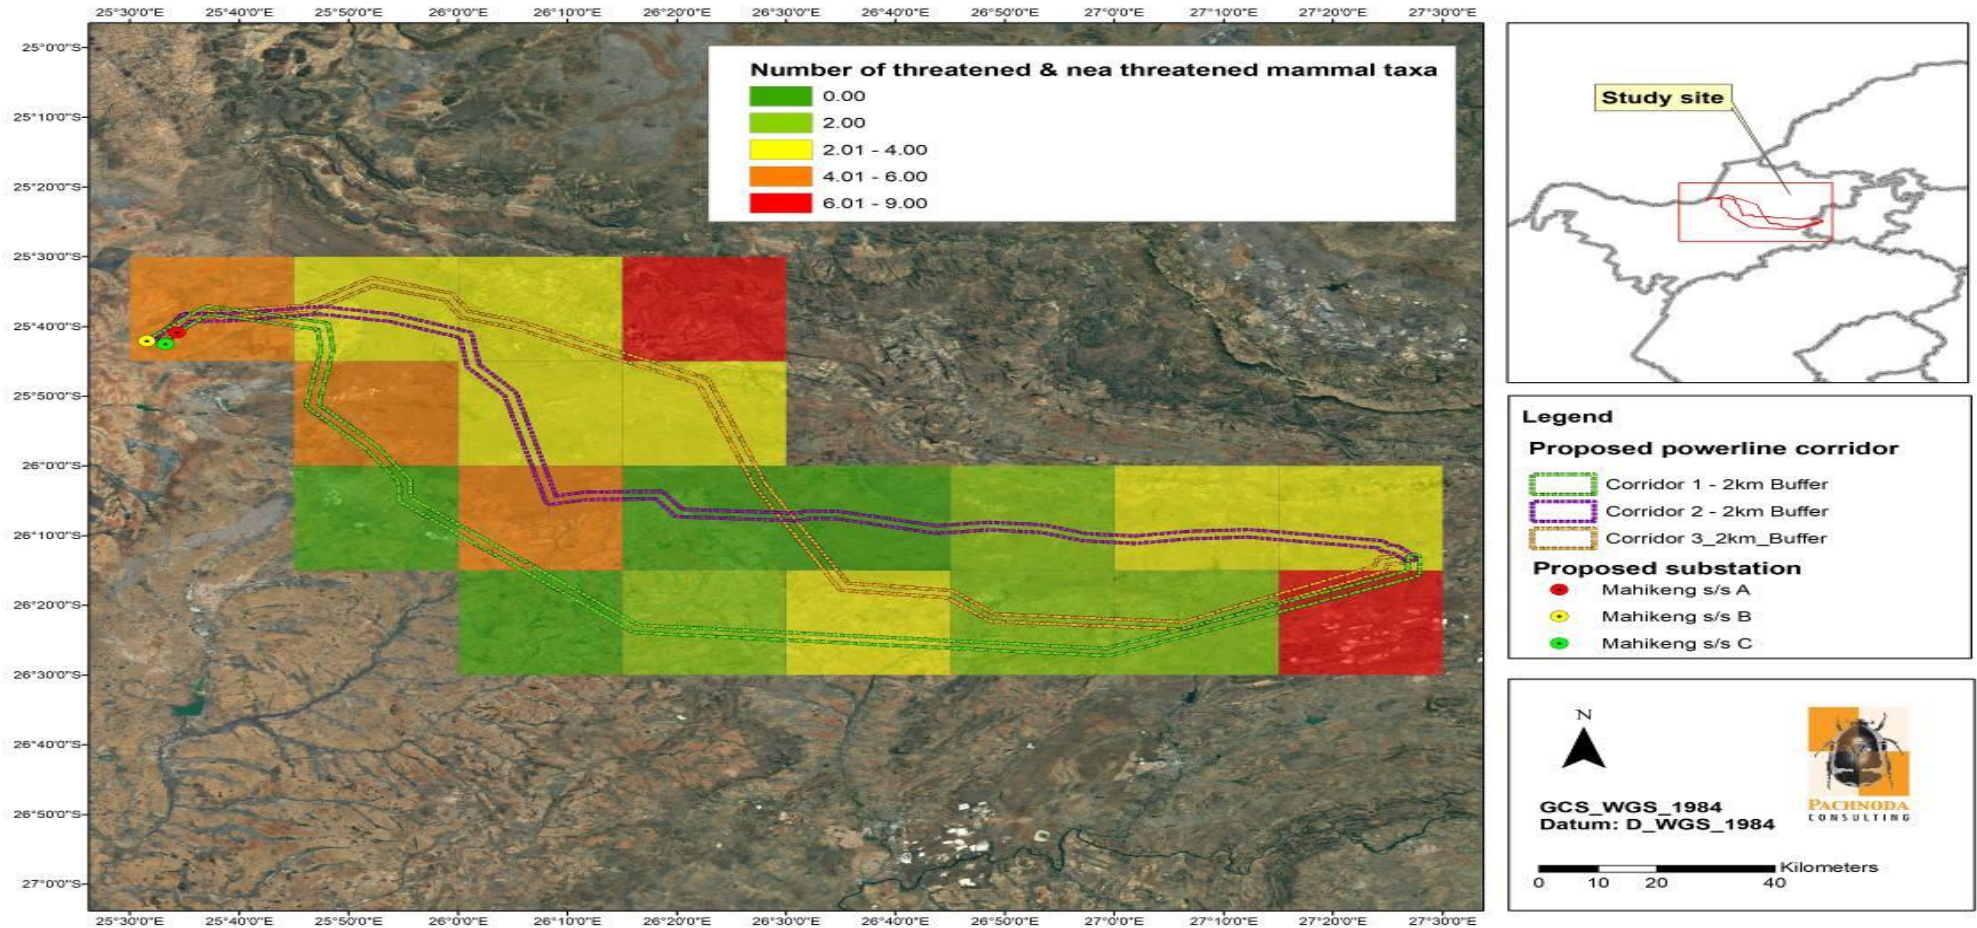 25°30'0"E 25°40'0"E 25°50'0"E 26°0'0"E 26°10'0"E 26°20'0"E 26°30'0"E 26°40'0"E 26°50'0"E 27°0'0"E 27°10'0"E 27°20'0"E 27°30'0"E
25°0'0"S
25°10'0"S
25°20'0"S
25°30'0"S
25°40'0"S
25°50'0"S
26°0'0"S
26°10'0"S
26°20'0"S
26°30'0"S
26°40'0"S
26°50'0"S
27°0'0"S
Number of threatened & nea threatened mammal taxa
0.00
2.00
2.01 - 4.00
4.01 - 6.00
6.01 - 9.00
25°30'0"E 25°40'0"E 25°50'0"E 26°0'0"E 26°10'0"E 26°20'0"E 26°30'0"E 26°40'0"E 26°50'0"E 27°0'0"E 27°10'0"E 27°20'0"E 27°30'0"E
Study site
Legend
Proposed powerline corridor
Corridor 1 - 2km Buffer
Corridor 2 - 2km Buffer
Corridor 3_2km_Buffer
Proposed substation
Mahikeng s/s A
Mahikeng s/s B
Mahikeng s/s C
N
PACHNODA
CONSULTING
GCS_WGS_1984
Datum: D_WGS_1984
Kilometers
0 10 20 40